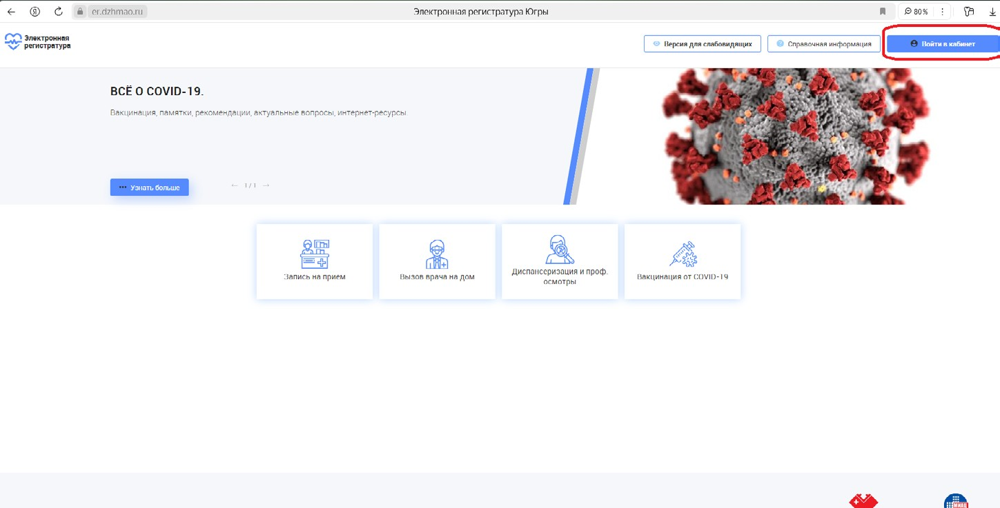 er.dzhmao.ru
Электронная регистратура Югры
80%
Электронная
регистратура
Версия для слабовидящих
Справочная информация
Войти в кабинет
ВСЁ О COVID-19.
Вакцинация, памятки, рекомендации, актуальные вопросы, интернет-ресурсы.
Узнать больше
1 / 1
Запись на прием
Вызов врача на дом
Диспансеризация и проф.
осмотры
Вакцинация от COVID-19
МИАЦ